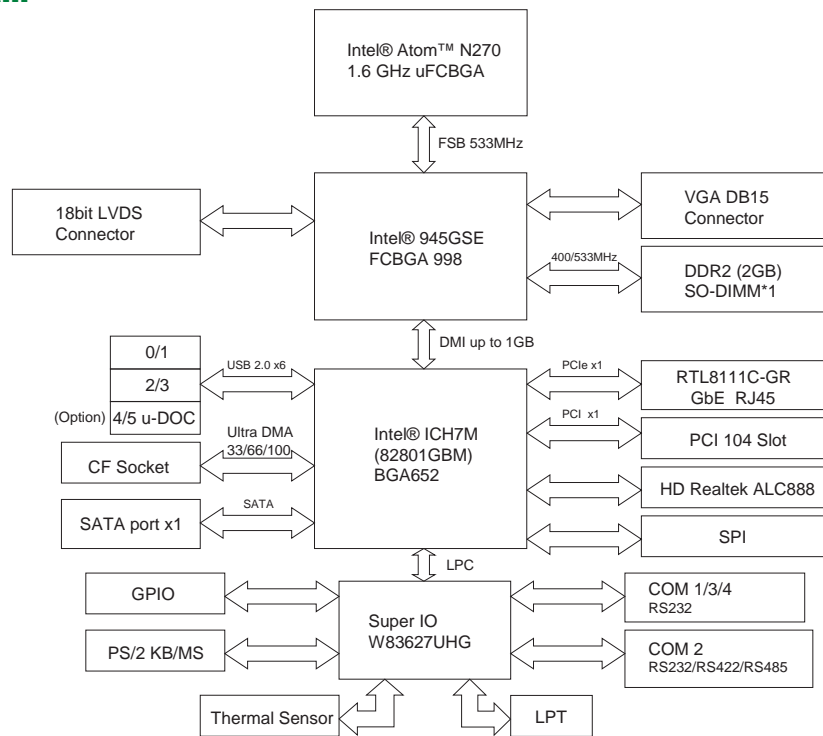 Intel® Atom™ N270
1.6 GHz uFCBGA
FSB 533MHz
18bit LVDS
Connector
Intel® 945GSE
FCBGA 998
VGA DB15
Connector
400/533MHz
DDR2 (2GB)
SO-DIMM*1
DMI up to 1GB
0/1
2/3
(Option)
4/5 u-DOC
USB 2.0 x6
CF Socket
Ultra DMA
33/66/100
SATA port x1
SATA
Intel® ICH7M
(82801GBM)
BGA652
PCIe x1
RTL8111C-GR
GbE RJ45
PCI x1
PCI 104 Slot
HD Realtek ALC888
SPI
LPC
GPIO
PS/2 KB/MS
Super IO
W83627UHG
COM 1/3/4
RS232
COM 2
RS232/RS422/RS485
Thermal Sensor
LPT